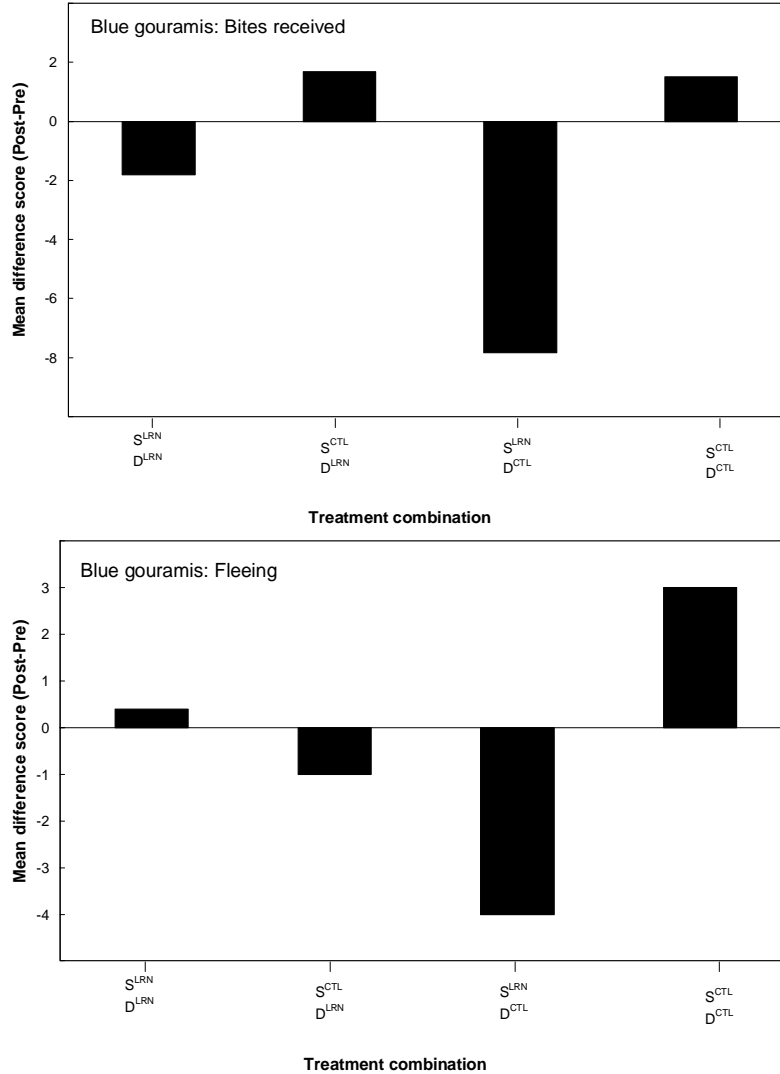 Blue gouramis: Bites received
Mean difference score (Post-Pre)
2
0
-2
-4
-6
-8
S^LRN S^CTL S^LRN S^CTL
D^LRN D^LRN D^CTL D^CTL
Treatment combination
Blue gouramis: Fleeing
Mean difference score (Post-Pre)
3
2
1
0
-1
-2
-3
-4
S^LRN S^CTL S^LRN S^CTL
D^LRN D^LRN D^CTL D^CTL
Treatment combination